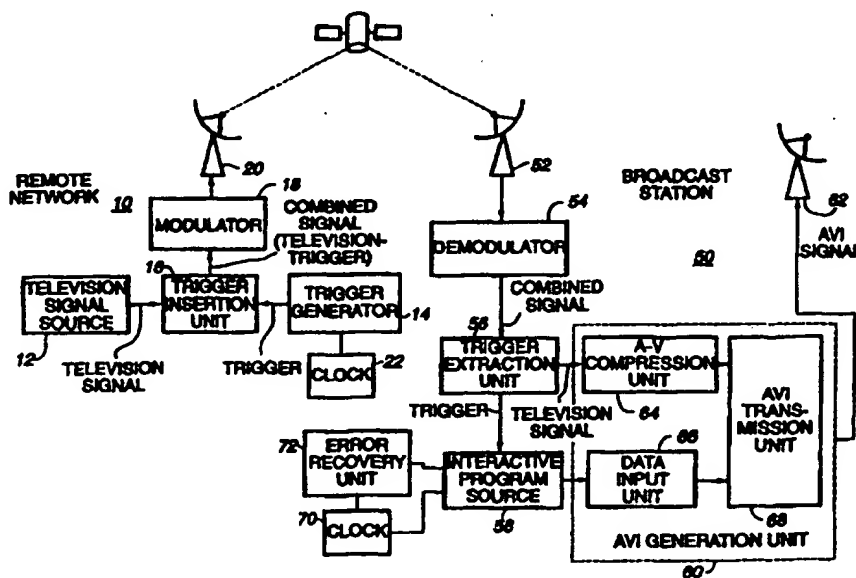 REMOTE
NETWORK
10
20
18
MODULATOR
COMBINED
SIGNAL
(TELEVISION-
TRIGGER)
16
TELEVISION
SIGNAL
SOURCE
12
TELEVISION
SIGNAL
TRIGGER
INSERTION
UNIT
TRIGGER
TRIGGER
GENERATOR
14
CLOCK
22
52
54
DEMODULATOR
COMBINED
SIGNAL
BROADCAST
STATION
50
62
AVI
SIGNAL
56
TRIGGER
EXTRACTION
UNIT
TRIGGER
TELEVISION
SIGNAL
A-V
COMPRESSION
UNIT
64
AVI
TRANS-
MISSION
UNIT
68
72
ERROR
RECOVERY
UNIT
70
CLOCK
INTERACTIVE
PROGRAM
SOURCE
58
66
DATA
INPUT
UNIT
AVI GENERATION UNIT
60